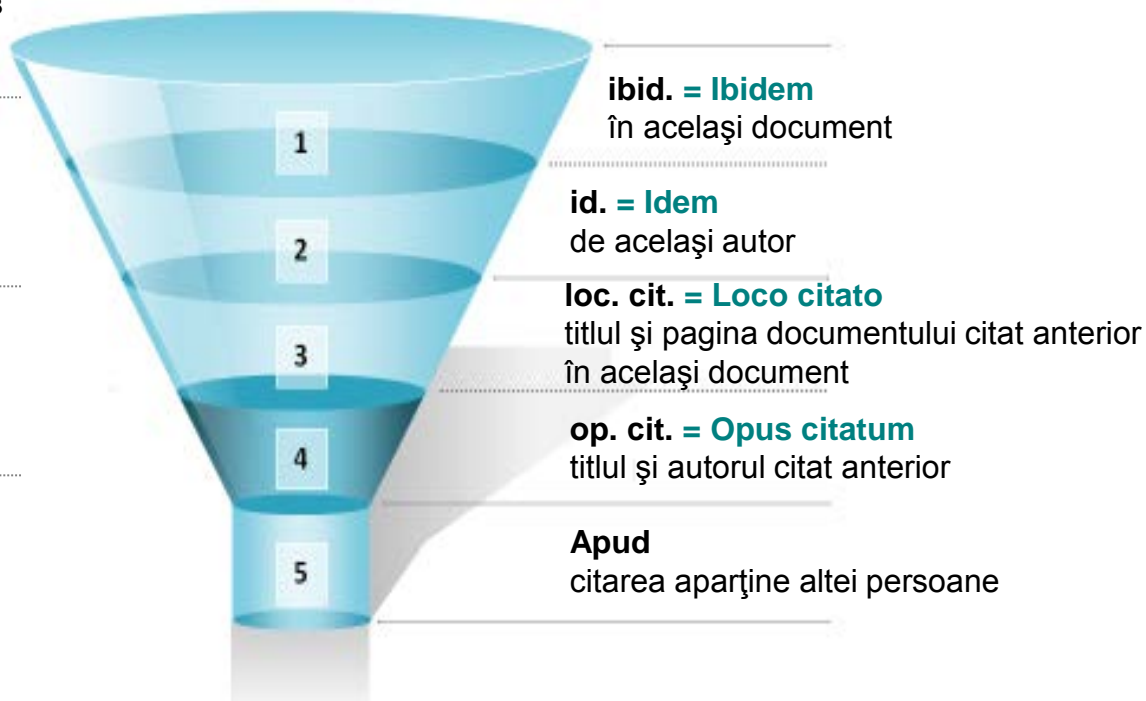 1
ibid. = Ibidem
în acelaşi document
2
id. = Idem
de acelaşi autor
3
loc. cit. = Loco citato
titlul şi pagina documentului citat anterior
în acelaşi document
4
op. cit. = Opus citatum
titlul şi autorul citat anterior
5
Apud
citarea aparţine altei persoane